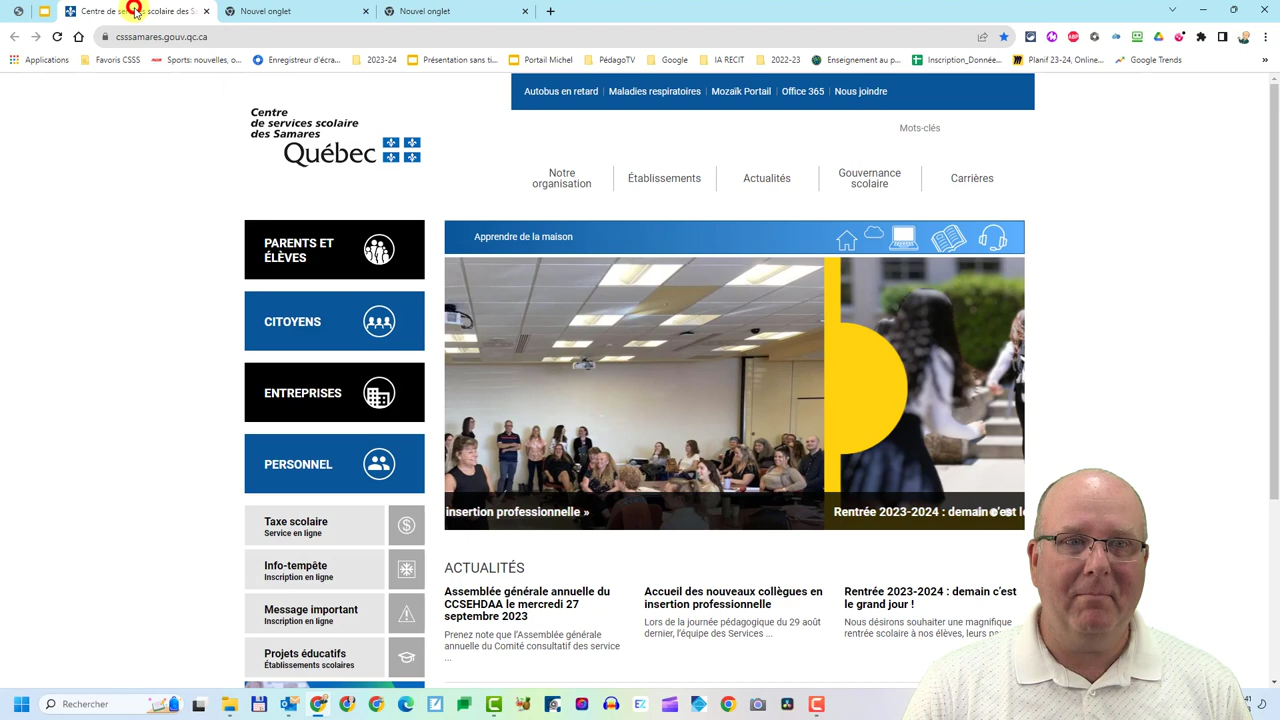 Centre de se
scolaire des S
Nouvel onglet
Nouvel onglet
csssamares.gouv.qc.ca
Applications
Favoris CSSS
Sports: nouvelles, o...
Enregistreur d'écra...
2023-24
Présentation sans ti...
Portail Michel
PédagoTV
Google
IA RECIT
2022-23
Enseignement au p...
Inscription_Donnée...
Planif 23-24, Online...
Google Trends
Autobus en retard
Maladies respiratoires
Mozaïk Portail
Office 365
Nous joindre
Centre
de services scolaire
des Samares
Québec
Mots-clés
Notre
organisation
Établissements
Actualités
Gouvernance
scolaire
Carrières
PARENTS ET
ÉLÈVES
CITOYENS
ENTREPRISES
PERSONNEL
Taxe scolaire
Service en ligne
Info-tempête
Inscription en ligne
Message important
Inscription en ligne
Projets éducatifs
Établissements scolaires
Apprendre de la maison
insertion professionnelle »
Rentrée 2023-2024 : demain c'est l
ACTUALITÉS
Assemblée générale annuelle du
CCSEHDAA le mercredi 27
septembre 2023
Prenez note que l'Assemblée générale
annuelle du Comité consultatif des service
...
Accueil des nouveaux collègues en
insertion professionnelle
Lors de la journée pédagogique du 29 août
dernier, l'équipe des Services ...
Rentrée 2023-2024 : demain c'est
le grand jour !
Nous désirons souhaiter une magnifique
rentrée scolaire à nos élèves, leurs
Rechercher